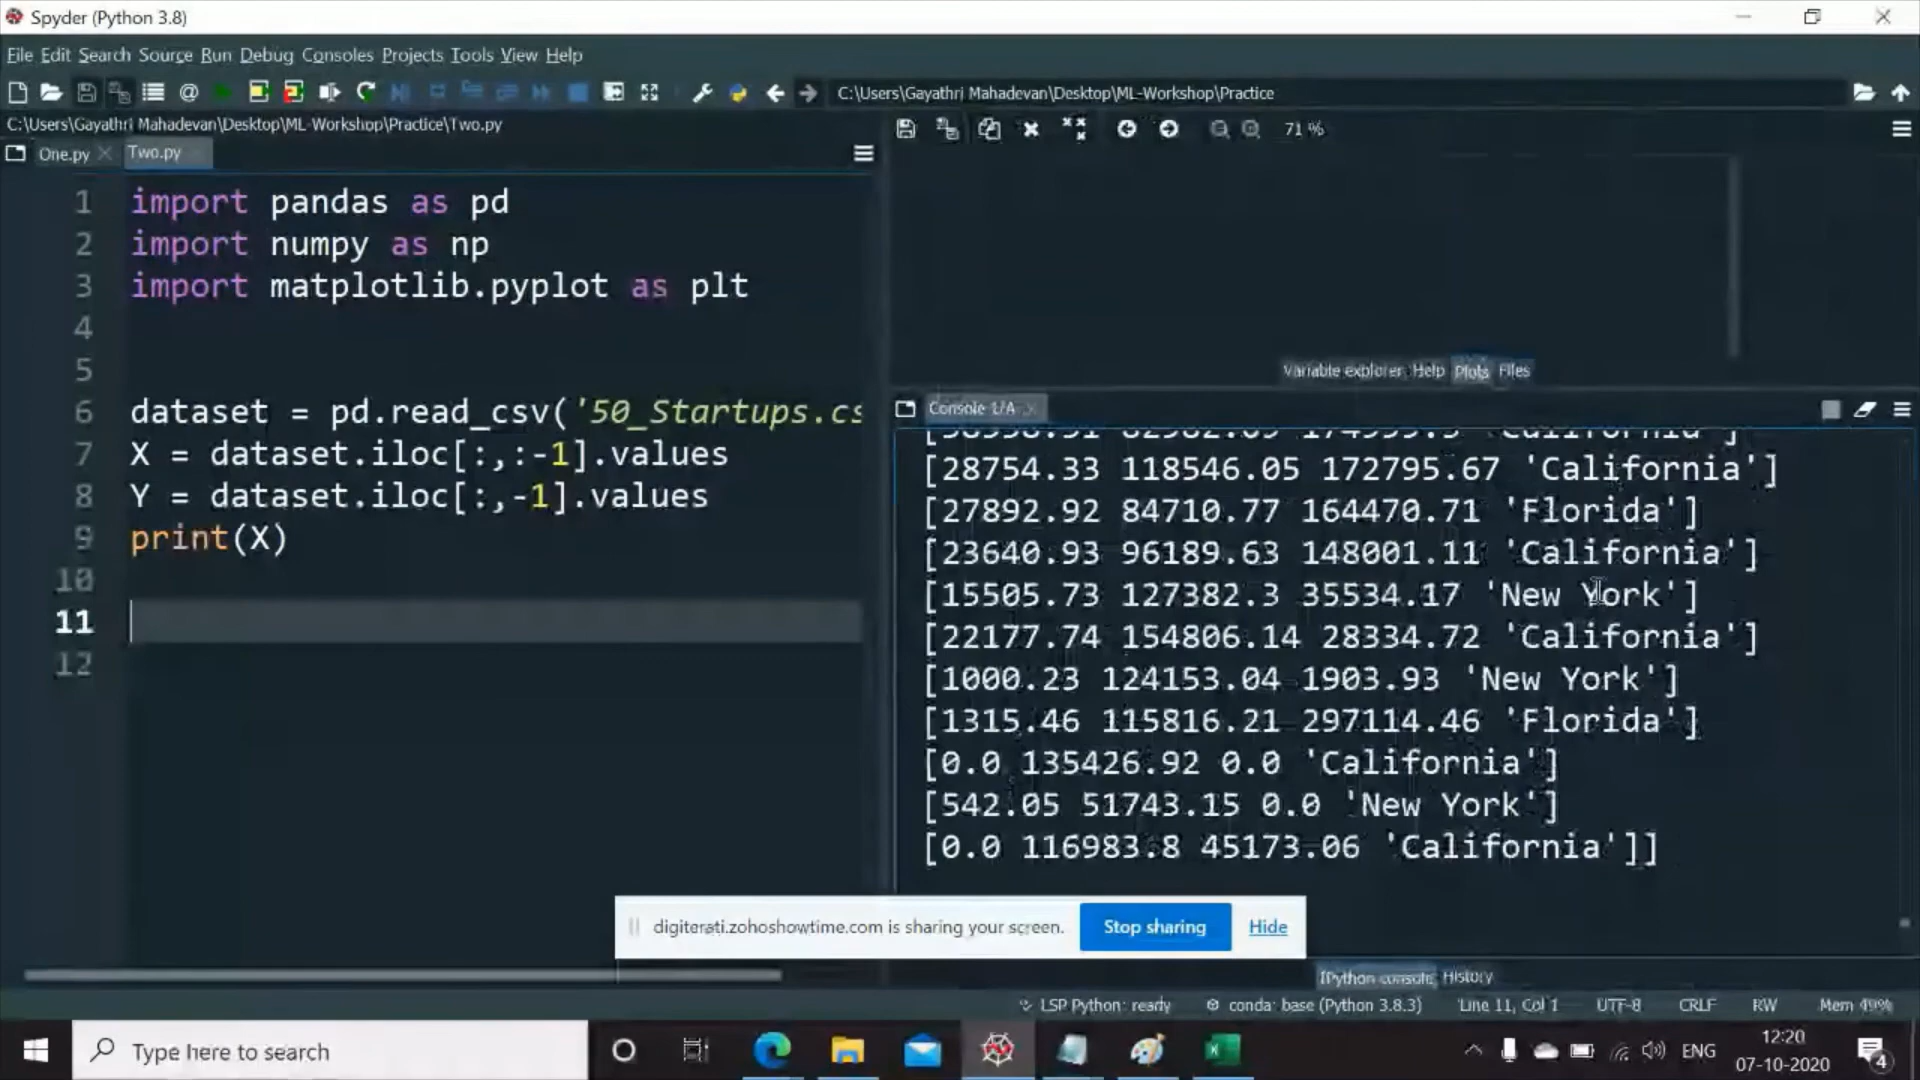 Spyder (Python 3.8)
File Edit Search Source Run Debug Consoles Projects Tools View Help
C:\Users\Gayathri Mahadevan\Desktop\ML-Workshop\Practice
C:\Users\Gayathri Mahadevan\Desktop\ML-Workshop\Practice\Two.py
71 %
One.py
Two.py
1 import pandas as pd
2 import numpy as np
3 import matplotlib.pyplot as plt
4
5
6 dataset = pd.read_csv('50_Startups.cs
7 X = dataset.iloc[:,:-1].values
8 Y = dataset.iloc[:,-1].values
9 print(X)
10
11
12
Variable explorer Help Plots Files
Console 1/A
[28754.33 118546.05 172795.67 'California']
[27892.92 84710.77 164470.71 'Florida']
[23640.93 96189.63 148001.11 'California']
[15505.73 127382.3 35534.17 'New York']
[22177.74 154806.14 28334.72 'California']
[1000.23 124153.04 1903.93 'New York']
[1315.46 115816.21 297114.46 'Florida']
[0.0 135426.92 0.0 'California']
[542.05 51743.15 0.0 'New York']
[0.0 116983.8 45173.06 'California']]
digiterati.zohoshowtime.com is sharing your screen. Stop sharing Hide
IPython console History
LSP Python: ready conda: base (Python 3.8.3) Line 11, Col 1 UTF-8 CRLF RW Mem 49%
Type here to search
ENG
12:20
07-10-2020
4